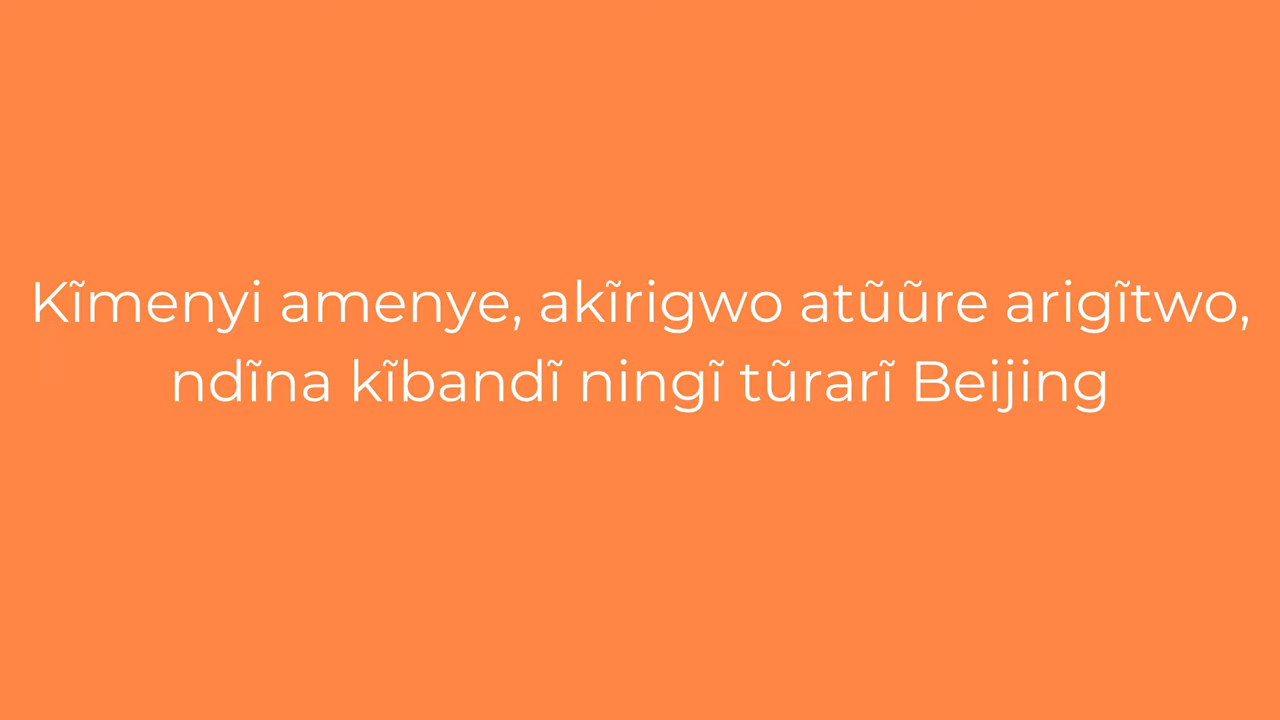 Kĩmenyi amenye, akĩrigwo atũũre arigĩtwo,
ndĩna kĩbandĩ ningĩ tũrarĩ Beijing